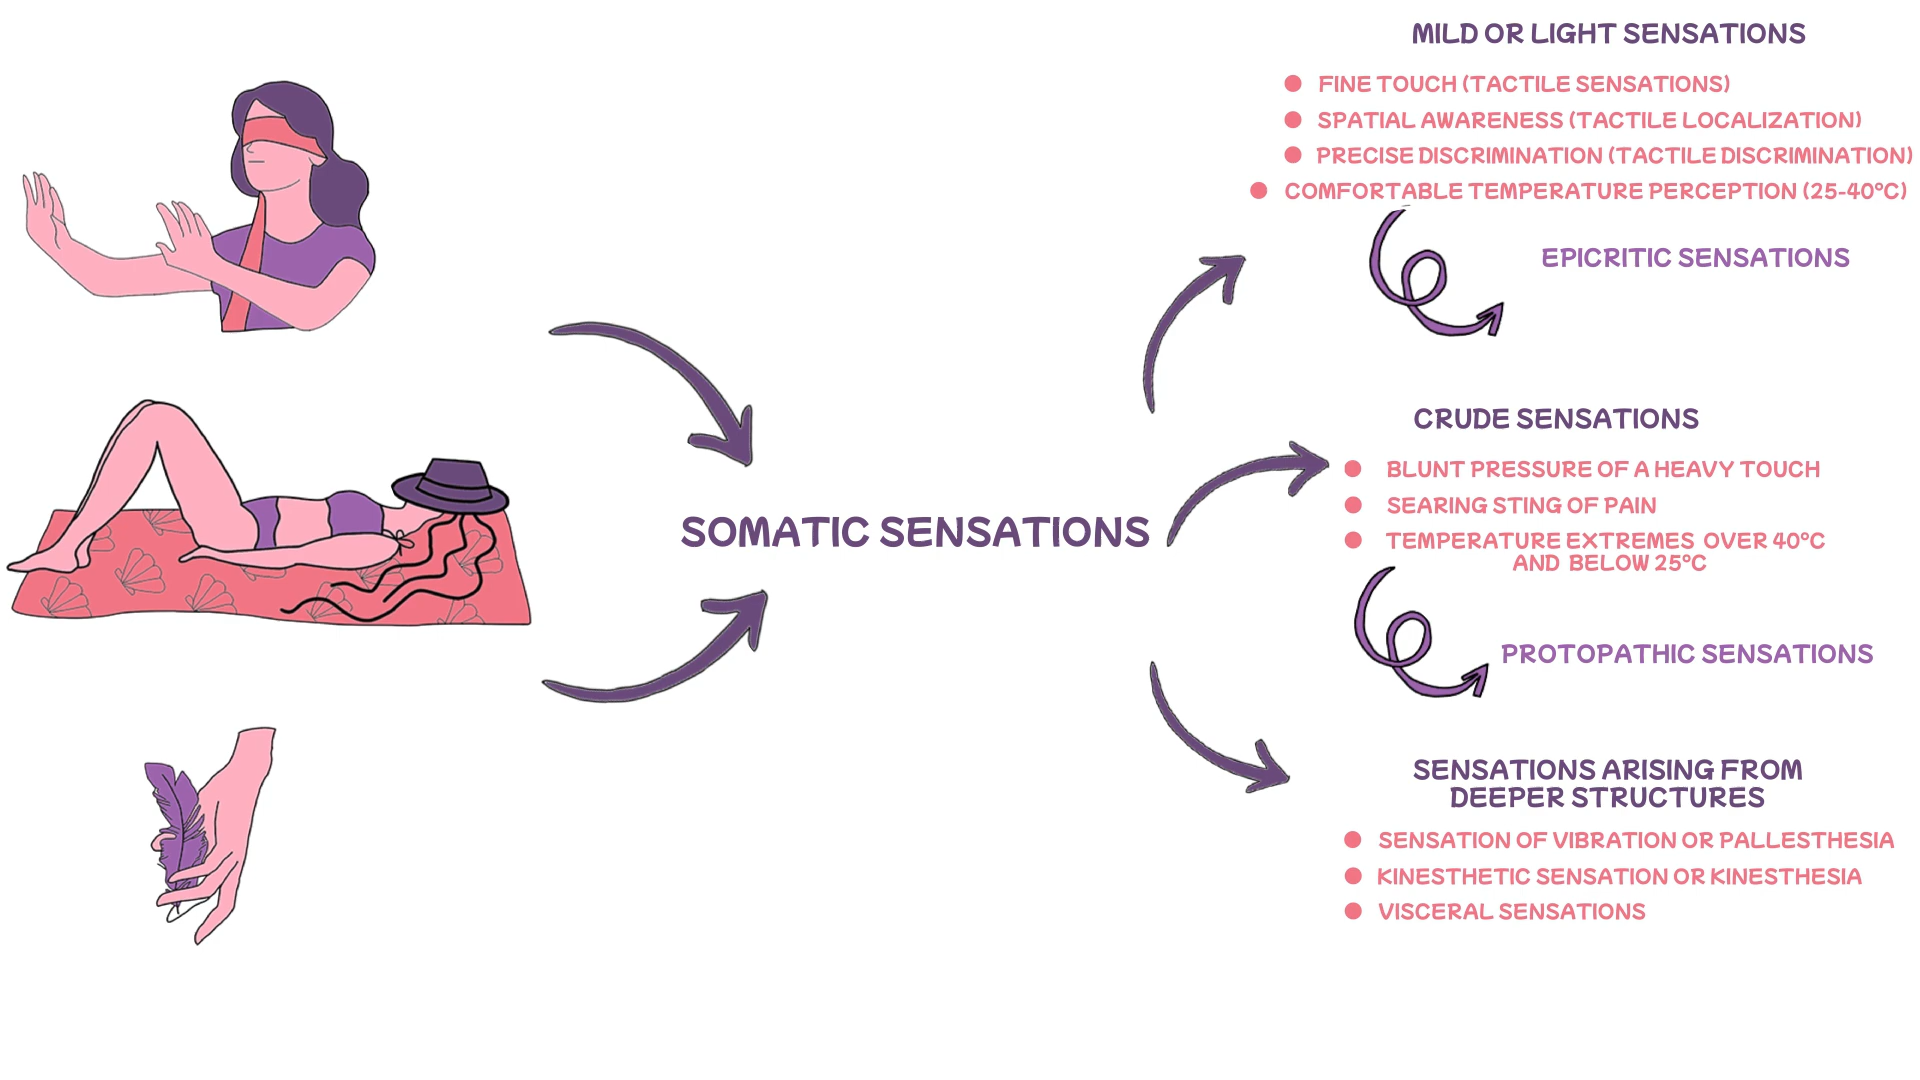 MILD OR LIGHT SENSATIONS
FINE TOUCH (TACTILE SENSATIONS)
SPATIAL AWARENESS (TACTILE LOCALIZATION)
PRECISE DISCRIMINATION (TACTILE DISCRIMINATION)
COMFORTABLE TEMPERATURE PERCEPTION (25-40°C)
EPICRITIC SENSATIONS
SOMATIC SENSATIONS
CRUDE SENSATIONS
BLUNT PRESSURE OF A HEAVY TOUCH
SEARING STING OF PAIN
TEMPERATURE EXTREMES OVER 40°C
AND BELOW 25°C
PROTOPATHIC SENSATIONS
SENSATIONS ARISING FROM
DEEPER STRUCTURES
SENSATION OF VIBRATION OR PALLESTHESIA
KINESTHETIC SENSATION OR KINESTHESIA
VISCERAL SENSATIONS